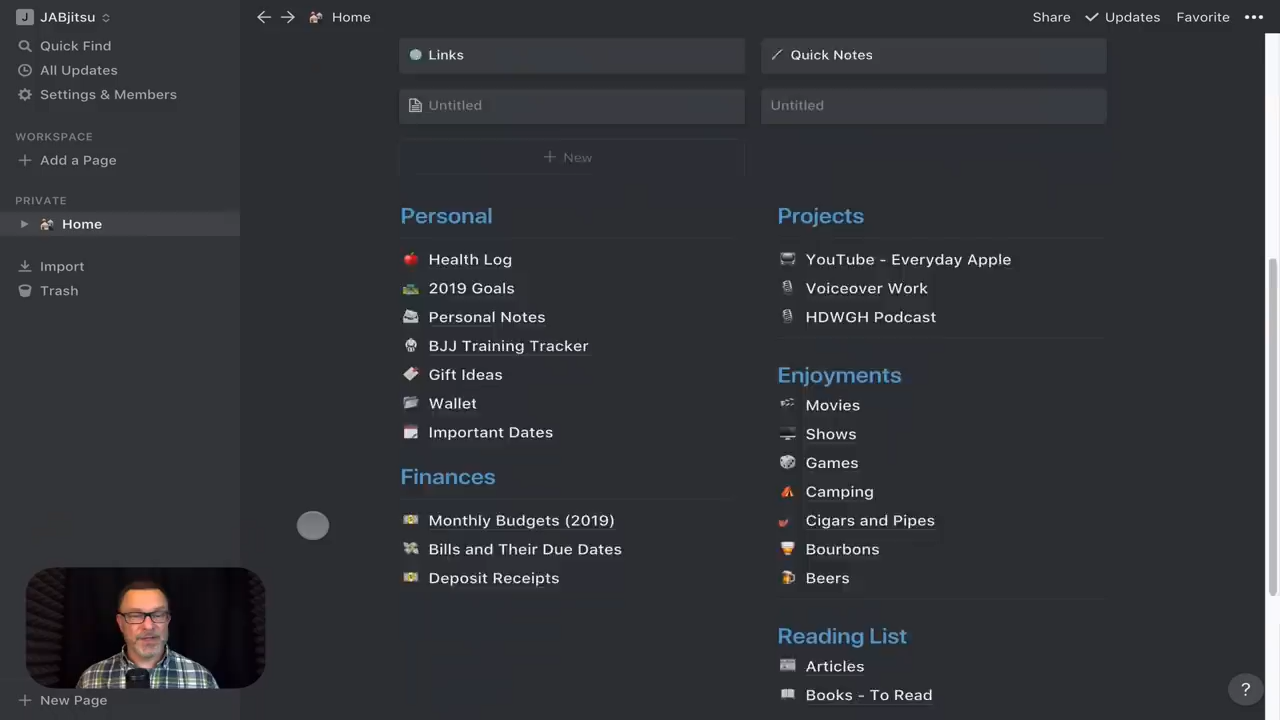 J JABjitsu
Quick Find
All Updates
Settings & Members
WORKSPACE
Add a Page
PRIVATE
Home
Import
Trash
New Page
Home
Share
Updates
Favorite
Links
Quick Notes
Untitled
Untitled
New
Personal
Health Log
2019 Goals
Personal Notes
BJJ Training Tracker
Gift Ideas
Wallet
Important Dates
Finances
Monthly Budgets (2019)
Bills and Their Due Dates
Deposit Receipts
Projects
YouTube - Everyday Apple
Voiceover Work
HDWGH Podcast
Enjoyments
Movies
Shows
Games
Camping
Cigars and Pipes
Bourbons
Beers
Reading List
Articles
Books - To Read
?